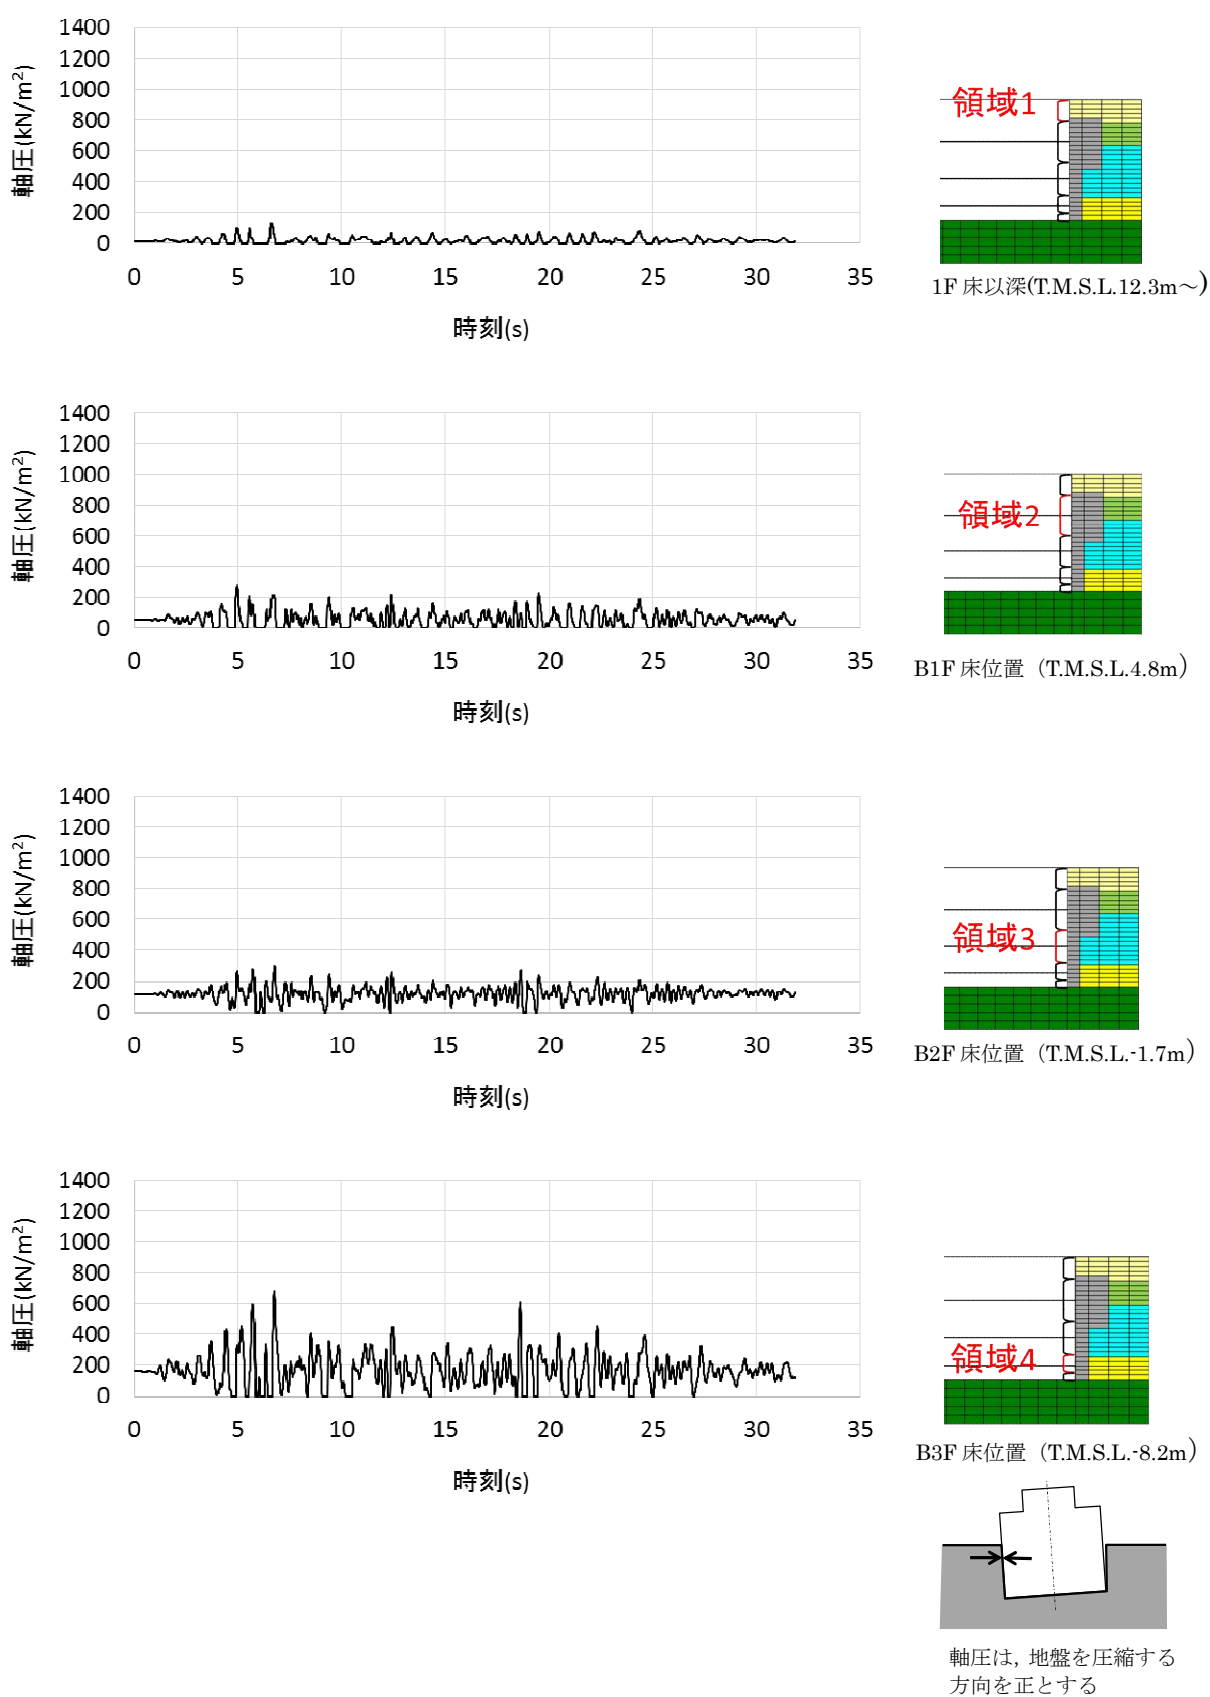 1400
1200
1000
800
600
400
200
0
軸圧(kN/m²)
0 5 10 15 20 25 30 35
時刻(s)
領域1
1F 床以深(T.M.S.L.12.3m～)
1400
1200
1000
800
600
400
200
0
軸圧(kN/m²)
0 5 10 15 20 25 30 35
時刻(s)
領域2
B1F 床位置（T.M.S.L.4.8m）
1400
1200
1000
800
600
400
200
0
軸圧(kN/m²)
0 5 10 15 20 25 30 35
時刻(s)
領域3
B2F 床位置（T.M.S.L.-1.7m）
1400
1200
1000
800
600
400
200
0
軸圧(kN/m²)
0 5 10 15 20 25 30 35
時刻(s)
領域4
B3F 床位置（T.M.S.L.-8.2m）
軸圧は，地盤を圧縮する
方向を正とする